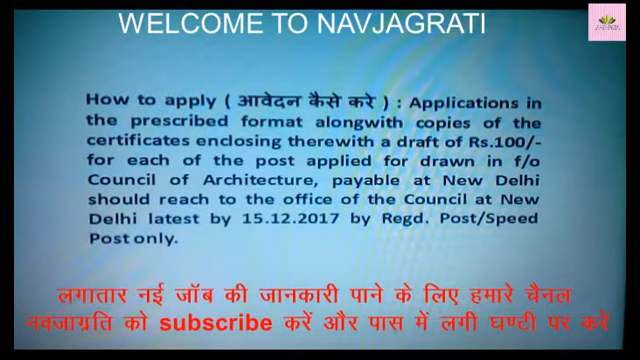 WELCOME TO NAVJAGRATI
How to apply ( आवेदन कैसे करे ) : Applications in
the prescribed format alongwith copies of the
certificates enclosing therewith a draft of Rs.100/-
for each of the post applied for drawn in f/o
Council of Architecture, payable at New Delhi
should reach to the office of the Council at New
Delhi latest by 15.12.2017 by Regd. Post/Speed
Post only.
लगातार नई जॉब की जानकारी पाने के लिए हमारे चैनल
नवजाग्रति को subscribe करें और पास में लगी घण्टी पर करें